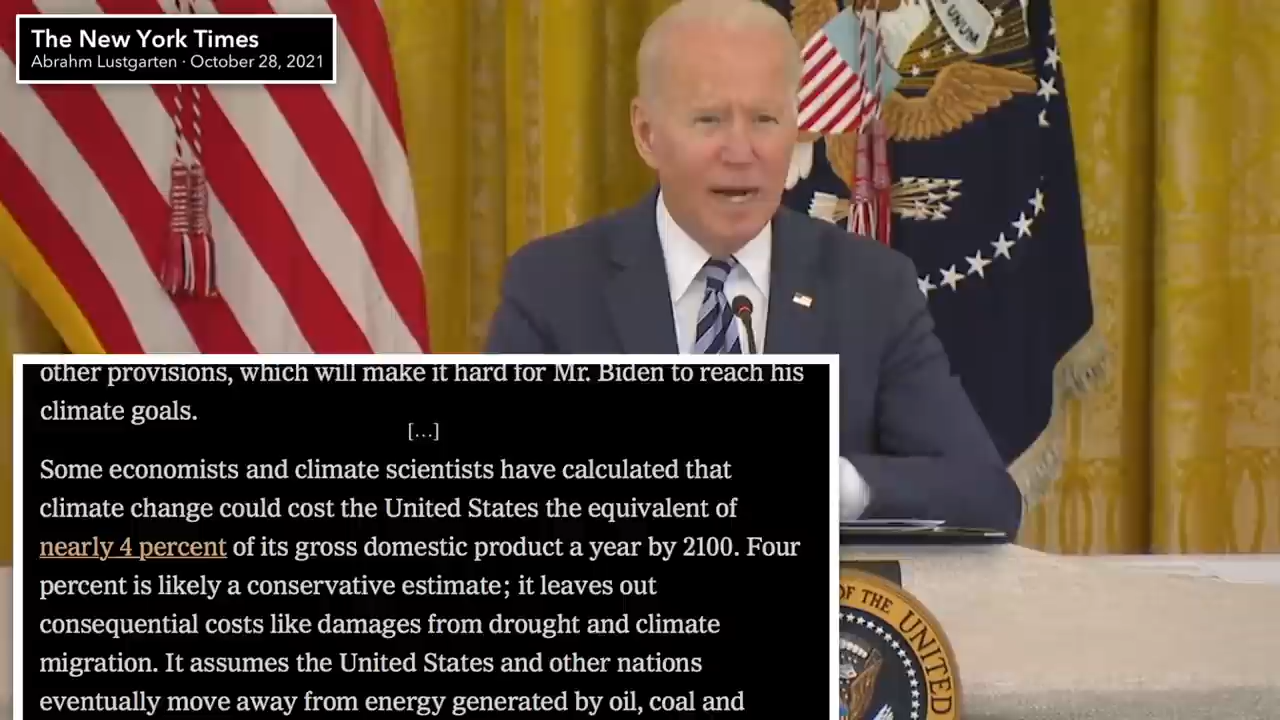 The New York Times
Abrahm Lustgarten · October 28, 2021
UNUM
other provisions, which will make it hard for Mr. Biden to reach his
climate goals.
[...]
Some economists and climate scientists have calculated that
climate change could cost the United States the equivalent of
nearly 4 percent of its gross domestic product a year by 2100. Four
percent is likely a conservative estimate; it leaves out
consequential costs like damages from drought and climate
migration. It assumes the United States and other nations
eventually move away from energy generated by oil, coal and
OF THE UNITED